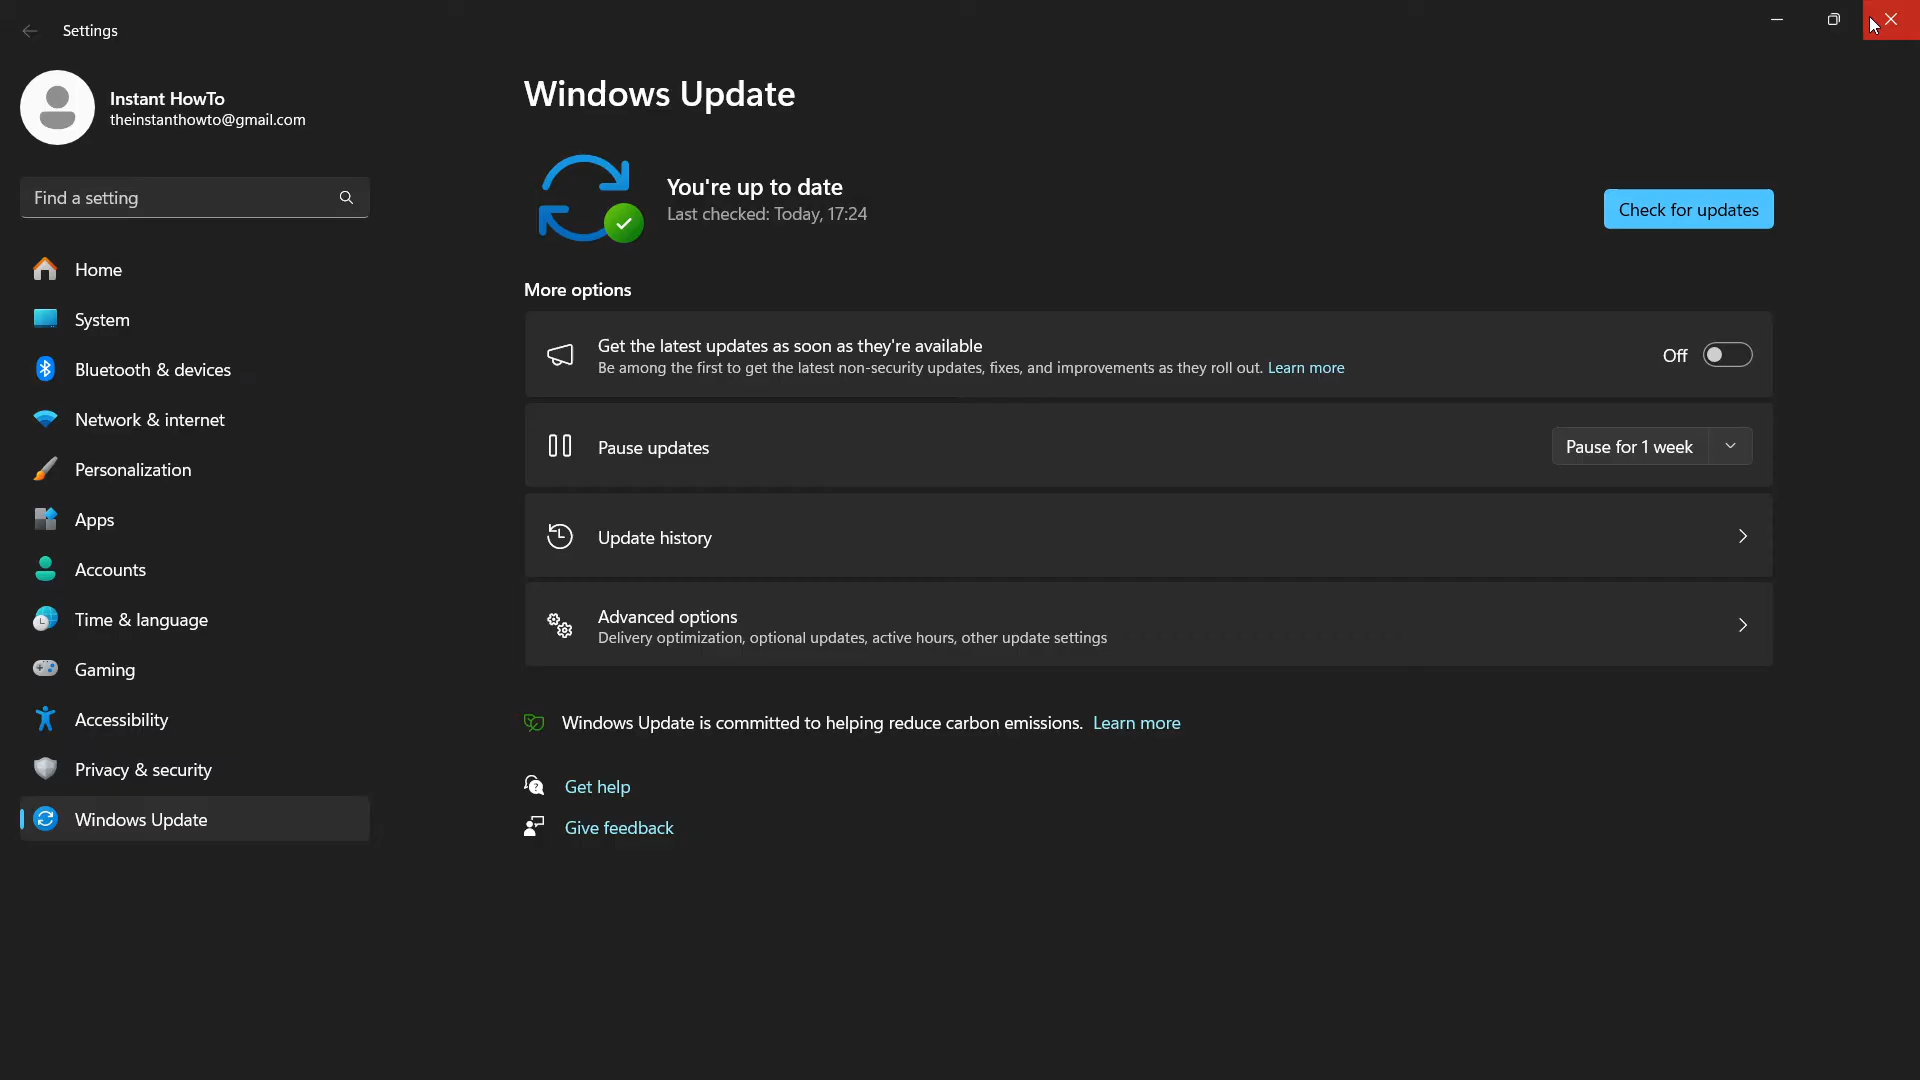 Settings
Instant HowTo
theinstanthowto@gmail.com
Find a setting
Home
System
Bluetooth & devices
Network & internet
Personalization
Apps
Accounts
Time & language
Gaming
Accessibility
Privacy & security
Windows Update
Windows Update
You're up to date
Last checked: Today, 17:24
Check for updates
More options
Get the latest updates as soon as they're available
Be among the first to get the latest non-security updates, fixes, and improvements as they roll out. Learn more
Off
Pause updates
Pause for 1 week
Update history
Advanced options
Delivery optimization, optional updates, active hours, other update settings
Windows Update is committed to helping reduce carbon emissions. Learn more
Get help
Give feedback